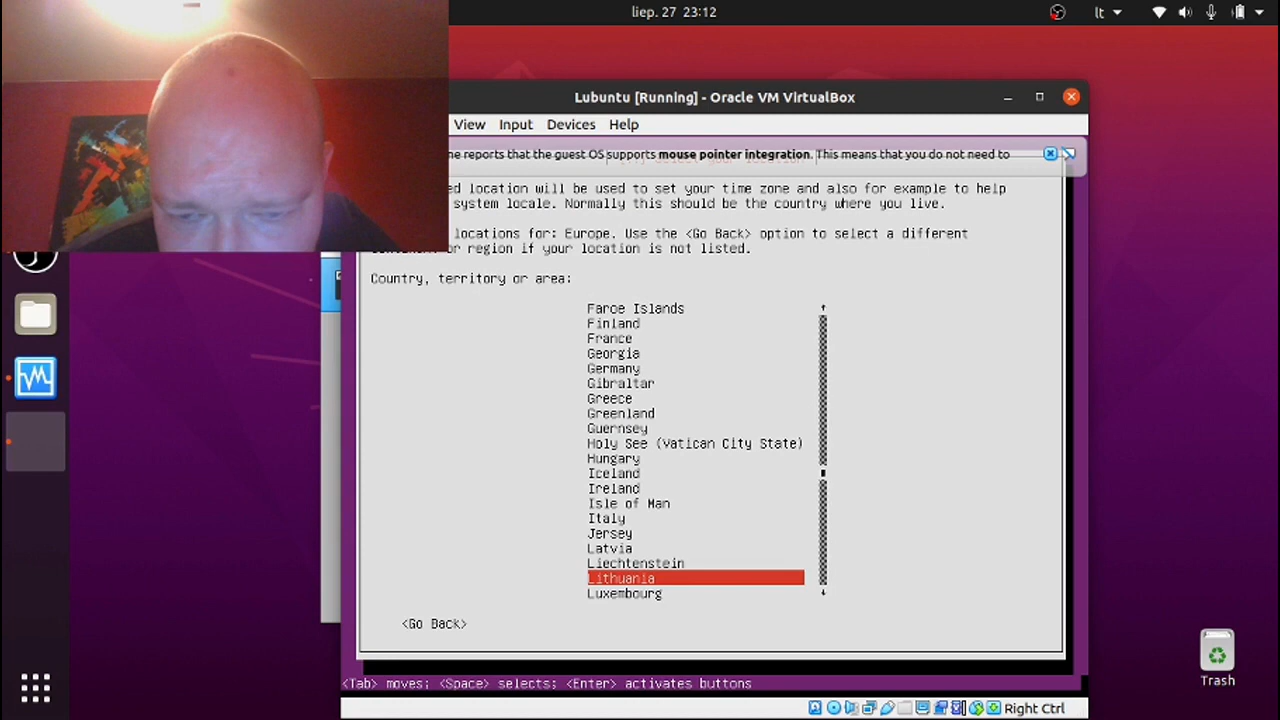 liep. 27 23:12
lt
Lubuntu [Running] - Oracle VM VirtualBox
View Input Devices Help
reports that the guest OS supports mouse pointer integration. This means that you do not need to
location will be used to set your time zone and also for example to help
system locale. Normally this should be the country where you live.
locations for: Europe. Use the <Go Back> option to select a different
or region if your location is not listed.
Country, territory or area:
Faroe Islands
Finland
France
Georgia
Germany
Gibraltar
Greece
Greenland
Guernsey
Holy See (Vatican City State)
Hungary
Iceland
Ireland
Isle of Man
Italy
Jersey
Latvia
Liechtenstein
Lithuania
Luxembourg
<Go Back>
<Tab> moves; <Space> selects; <Enter> activates buttons
Right Ctrl
Trash